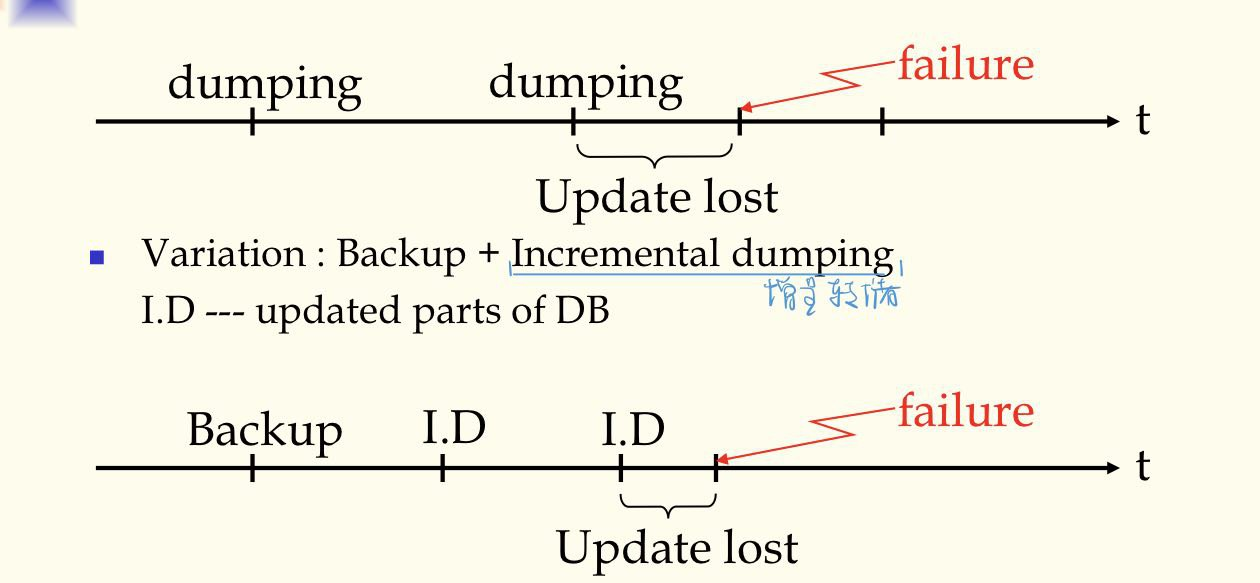 dumping dumping failure
t
Update lost
Variation : Backup + Incremental dumping
增量转储
I.D --- updated parts of DB
Backup I.D I.D failure
t
Update lost